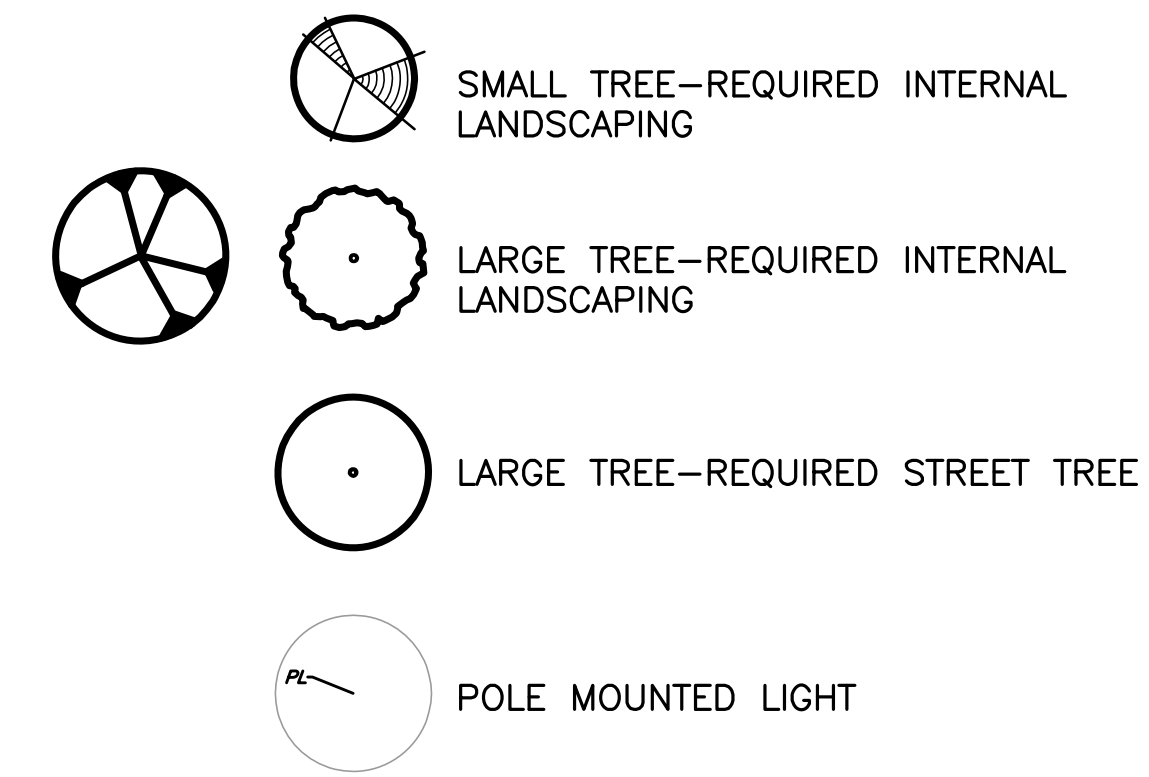 SMALL TREE-REQUIRED INTERNAL
LANDSCAPING
LARGE TREE-REQUIRED INTERNAL
LANDSCAPING
LARGE TREE-REQUIRED STREET TREE
PL
POLE MOUNTED LIGHT